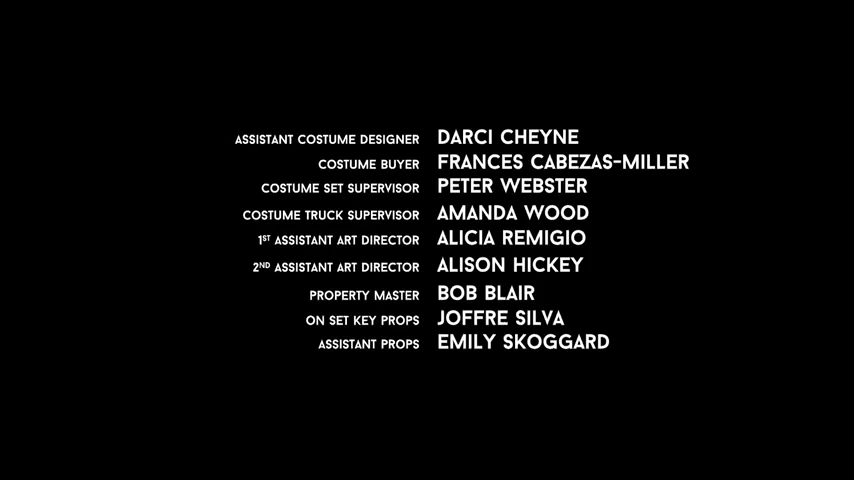 ASSISTANT COSTUME DESIGNER DARCI CHEYNE
COSTUME BUYER FRANCES CABEZAS-MILLER
COSTUME SET SUPERVISOR PETER WEBSTER
COSTUME TRUCK SUPERVISOR AMANDA WOOD
1ST ASSISTANT ART DIRECTOR ALICIA REMIGIO
2ND ASSISTANT ART DIRECTOR ALISON HICKEY
PROPERTY MASTER BOB BLAIR
ON SET KEY PROPS JOFFRE SILVA
ASSISTANT PROPS EMILY SKOGGARD